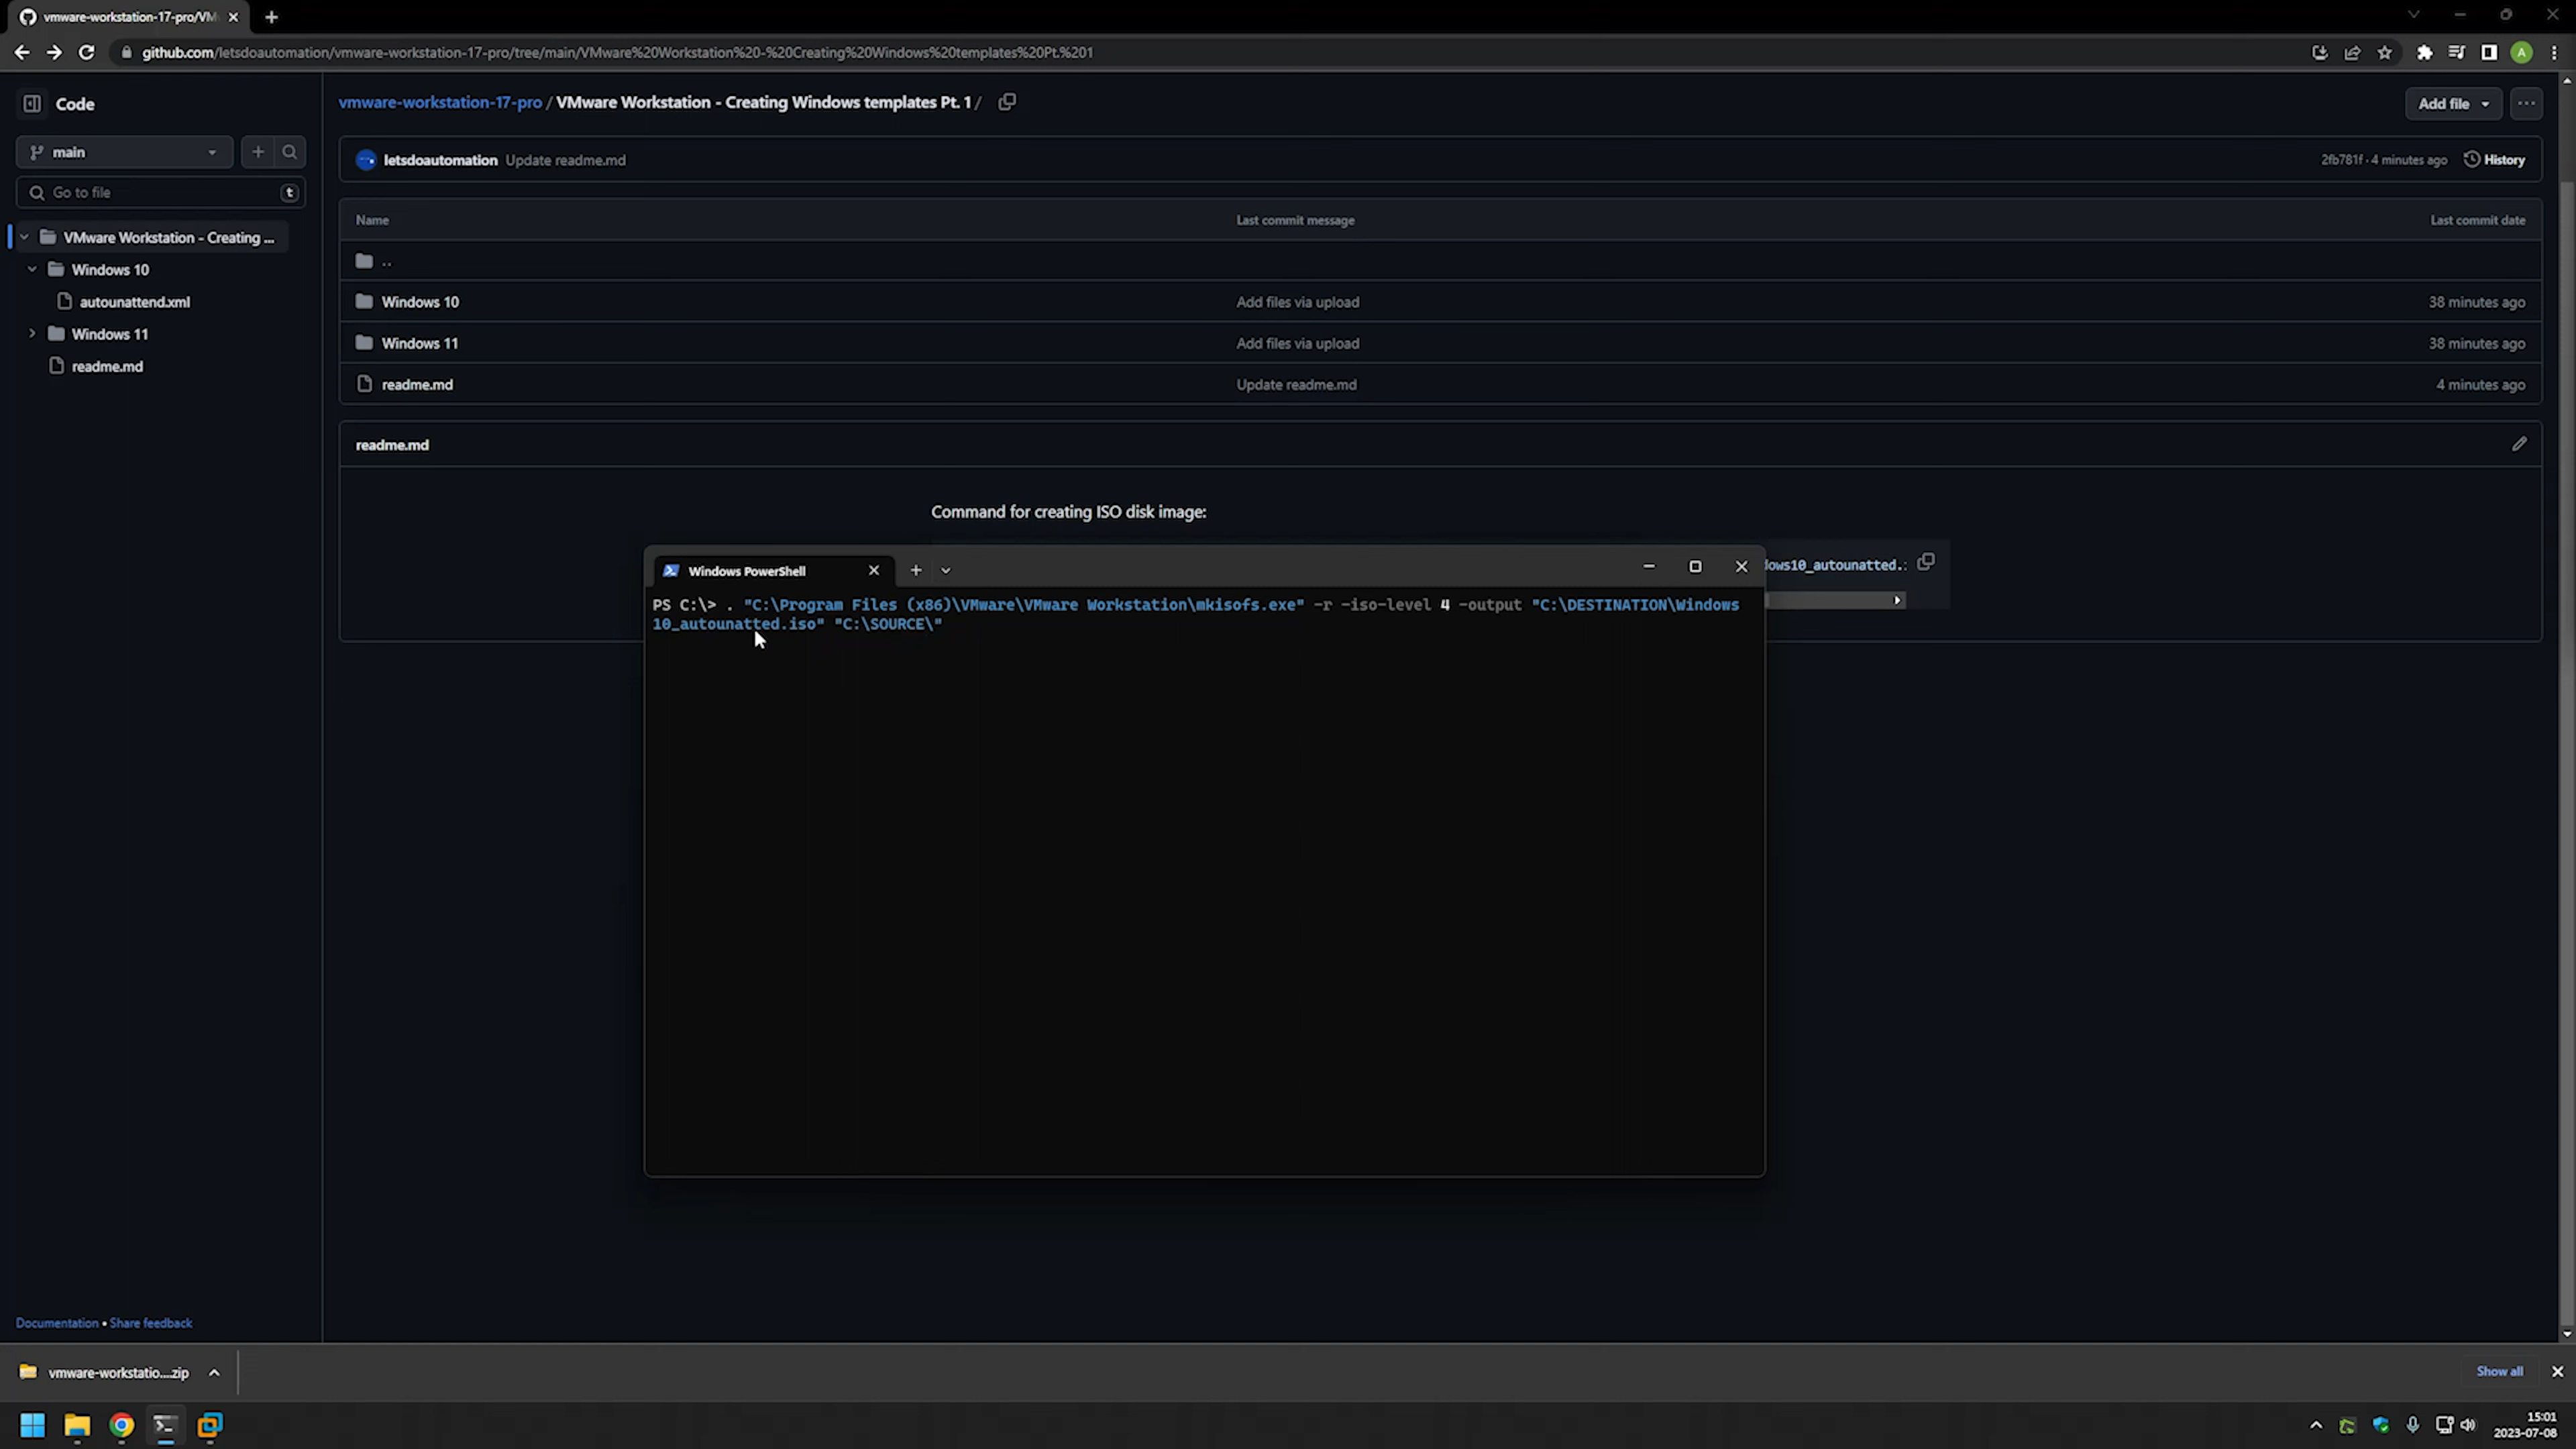 vmware-workstation-17-pro/VM
github.com/letsdoautomation/vmware-workstation-17-pro/tree/main/VMware%20Workstation%20-%20Creating%20Windows%20templates%20Pt.%201
A
Code
vmware-workstation-17-pro / VMware Workstation - Creating Windows templates Pt. 1 /
Add file
main
letsdoautomation Update readme.md
2fb781f · 4 minutes ago
History
Go to file
t
Name
Last commit message
Last commit date
VMware Workstation - Creating ...
..
Windows 10
autounattend.xml
Windows 11
readme.md
Windows 10
Add files via upload
38 minutes ago
Windows 11
Add files via upload
38 minutes ago
readme.md
Update readme.md
4 minutes ago
readme.md
Command for creating ISO disk image:
lows10_autounatted.:
Windows PowerShell
PS C:\> . "C:\Program Files (x86)\VMware\VMware Workstation\mkisofs.exe" -r -iso-level 4 -output "C:\DESTINATION\Windows
10_autounatted.iso" "C:\SOURCE\"
Documentation • Share feedback
vmware-workstatio....zip
Show all
15:01
2023-07-08